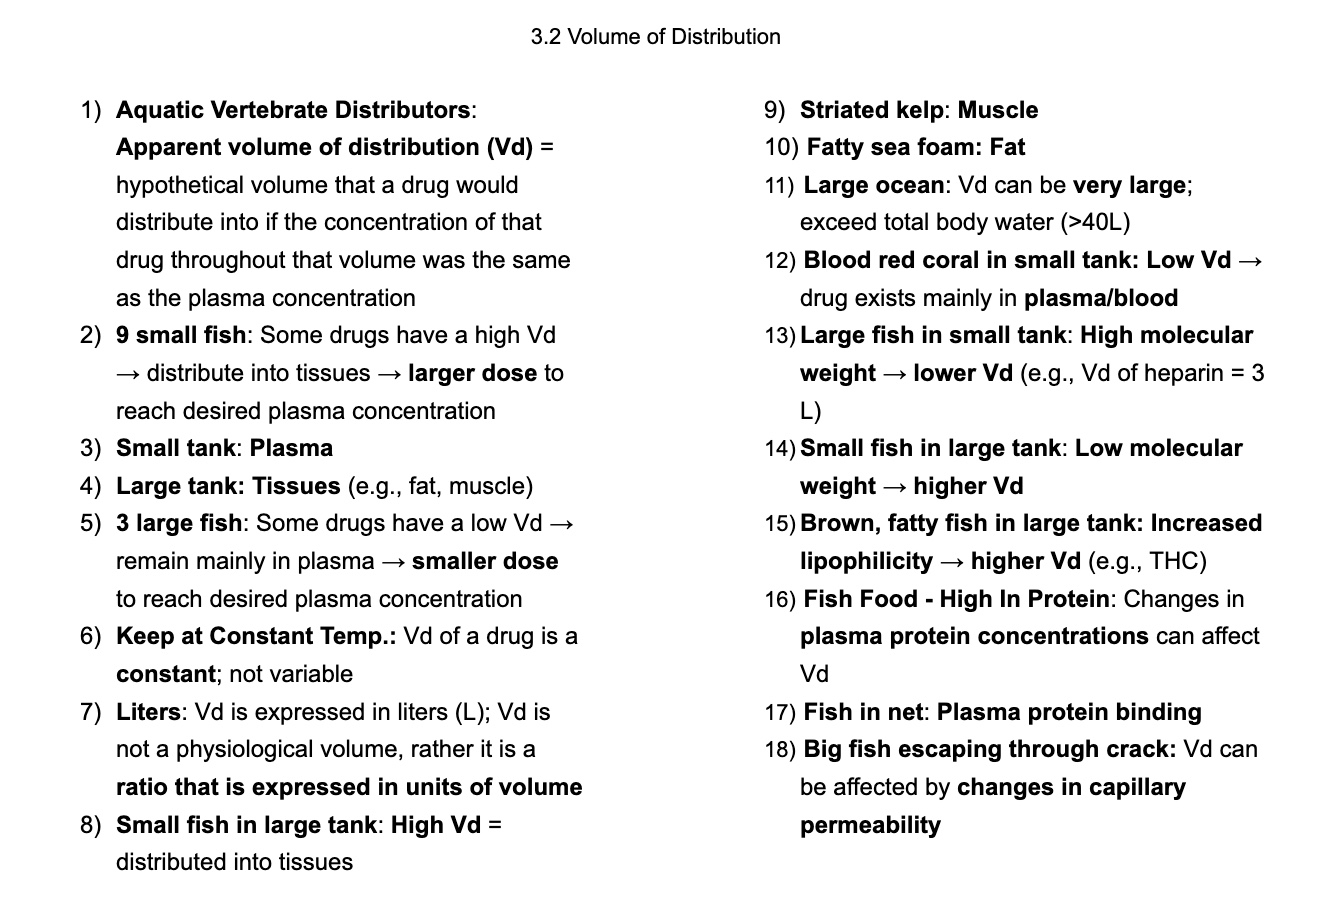 3.2 Volume of Distribution
1) Aquatic Vertebrate Distributors:
Apparent volume of distribution (Vd) =
hypothetical volume that a drug would
distribute into if the concentration of that
drug throughout that volume was the same
as the plasma concentration
2) 9 small fish: Some drugs have a high Vd
→ distribute into tissues → larger dose to
reach desired plasma concentration
3) Small tank: Plasma
4) Large tank: Tissues (e.g., fat, muscle)
5) 3 large fish: Some drugs have a low Vd →
remain mainly in plasma → smaller dose
to reach desired plasma concentration
6) Keep at Constant Temp.: Vd of a drug is a
constant; not variable
7) Liters: Vd is expressed in liters (L); Vd is
not a physiological volume, rather it is a
ratio that is expressed in units of volume
8) Small fish in large tank: High Vd =
distributed into tissues
9) Striated kelp: Muscle
10) Fatty sea foam: Fat
11) Large ocean: Vd can be very large;
exceed total body water (>40L)
12) Blood red coral in small tank: Low Vd →
drug exists mainly in plasma/blood
13) Large fish in small tank: High molecular
weight → lower Vd (e.g., Vd of heparin = 3
L)
14) Small fish in large tank: Low molecular
weight → higher Vd
15) Brown, fatty fish in large tank: Increased
lipophilicity → higher Vd (e.g., THC)
16) Fish Food - High In Protein: Changes in
plasma protein concentrations can affect
Vd
17) Fish in net: Plasma protein binding
18) Big fish escaping through crack: Vd can
be affected by changes in capillary
permeability